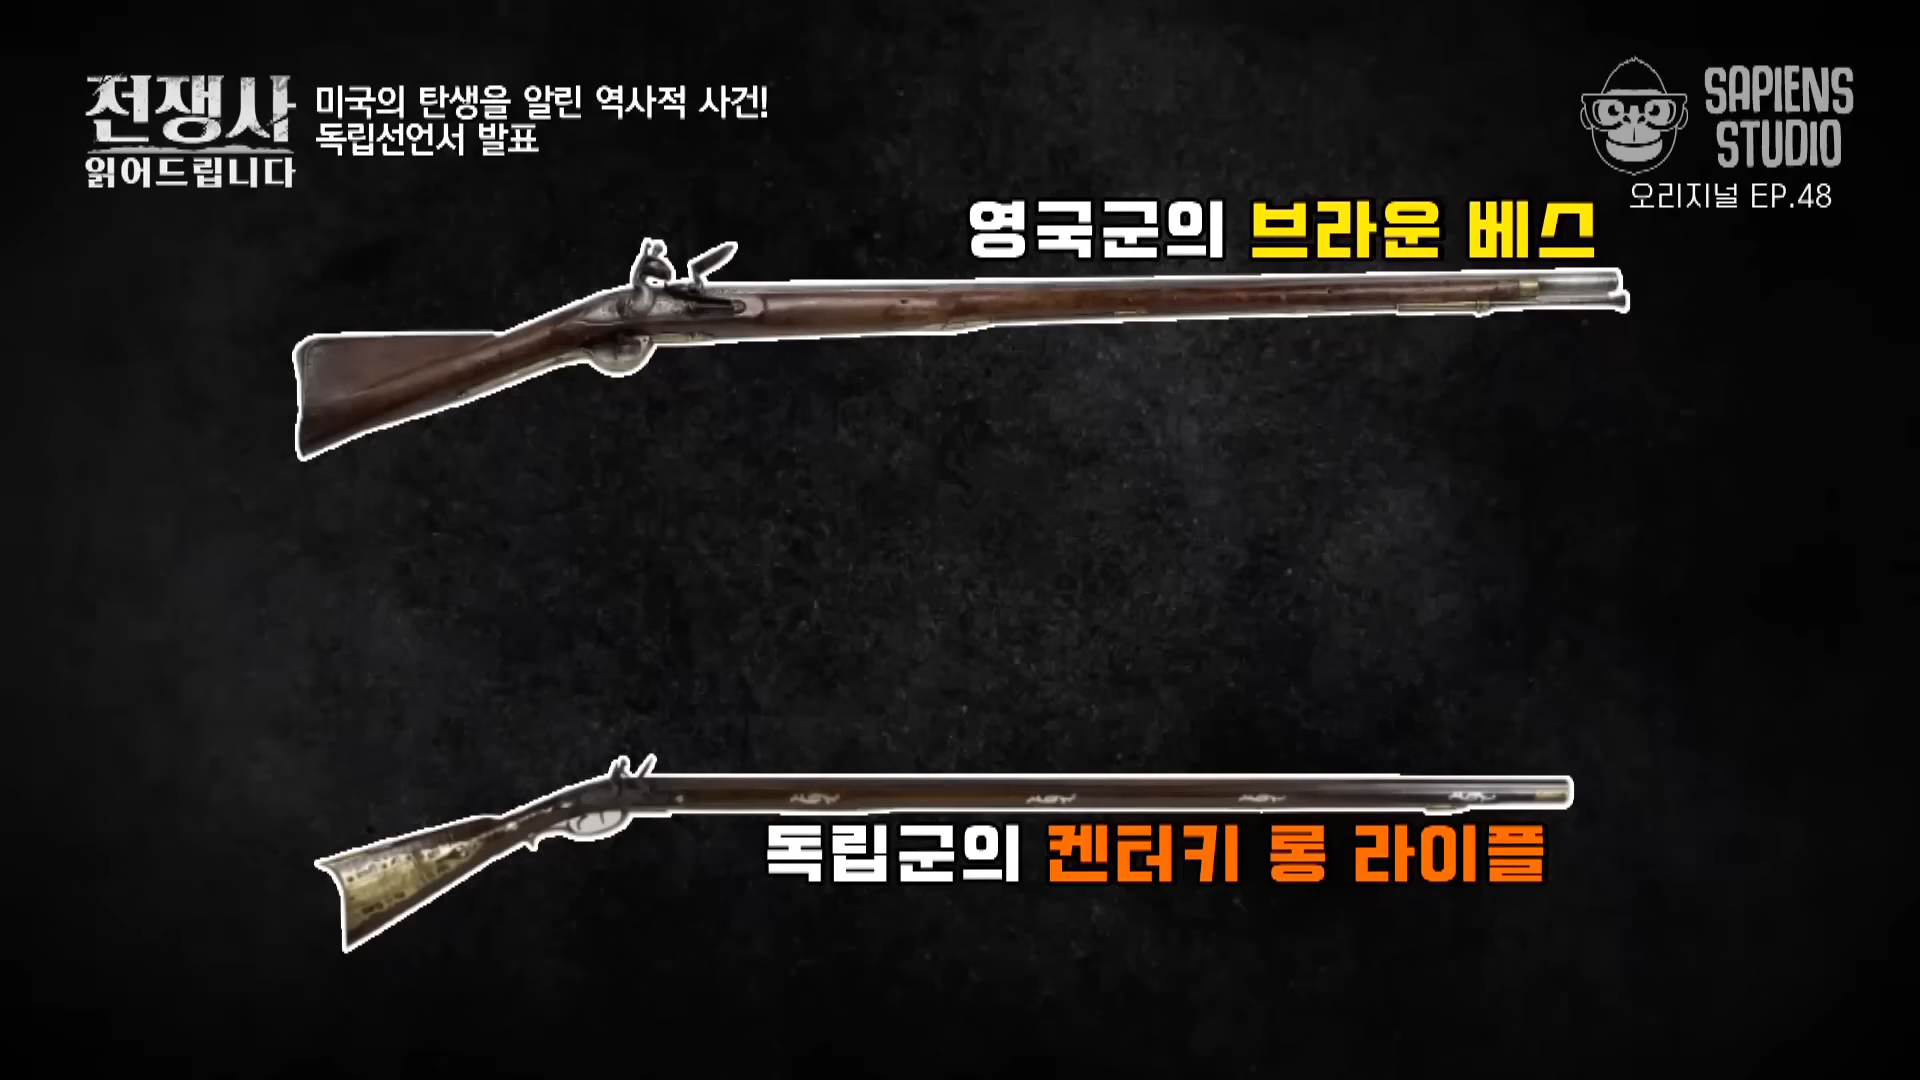 전쟁사
읽어드립니다
미국의 탄생을 알린 역사적 사건!
독립선언서 발표
SAPIENS
STUDIO
오리지널 EP.48
영국군의 브라운 베스
독립군의 켄터키 롱 라이플